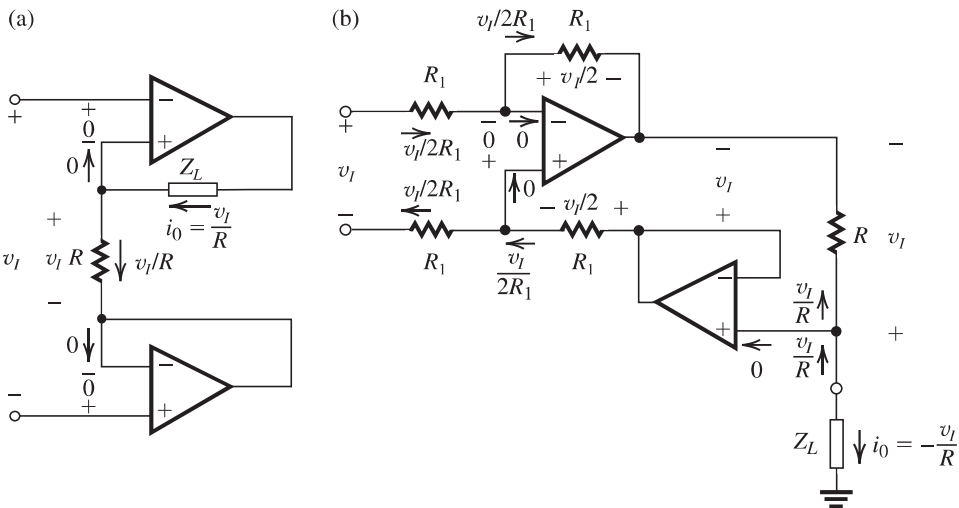 (a)
+
+
0
−
0
−
+
Z_L
i_0 = v_I/R
+
v_I
v_I
R
v_I/R
−
0
−
0
+
−
−
+
(b)
v_I/2R_1
R_1
+ v_I/2 −
R_1
+
v_I/2R_1
−
0
+
0
−
+
0
v_I
v_I/2R_1
−
R_1
v_I/2R_1
− v_I/2 +
R_1
−
v_I
+
−
+
0
−
R
v_I
+
v_I/R
v_I/R
Z_L
i_0 = − v_I/R